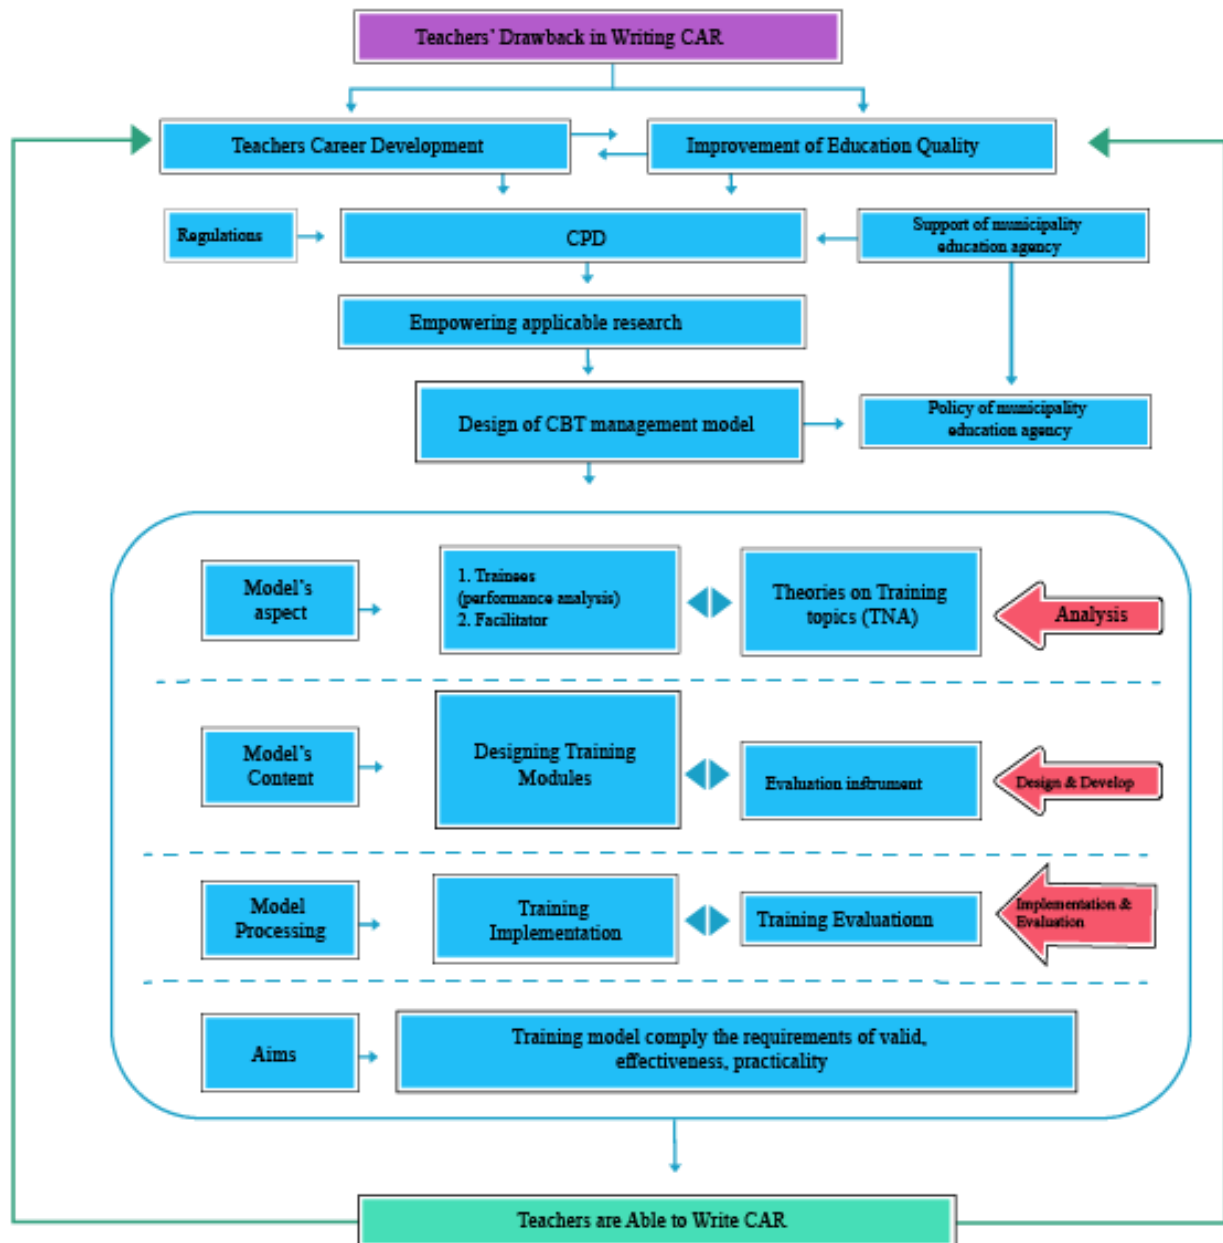 Teachers’ Drawback in Writing CAR
Teachers Career Development
Improvement of Education Quality
Regulations
CPD
Support of municipality
education agency
Empowering applicable research
Design of CBT management model
Policy of municipality
education agency
Model’s
aspect
1. Trainees
(performance analysis)
2. Facilitator
Theories on Training
topics (TNA)
Analysis
Model’s
Content
Designing Training
Modules
Evaluation instrument
Design & Develop
Model
Processing
Training
Implementation
Training Evaluationn
Implementation &
Evaluation
Aims
Training model comply the requirements of valid,
effectiveness, practicality
Teachers are Able to Write CAR